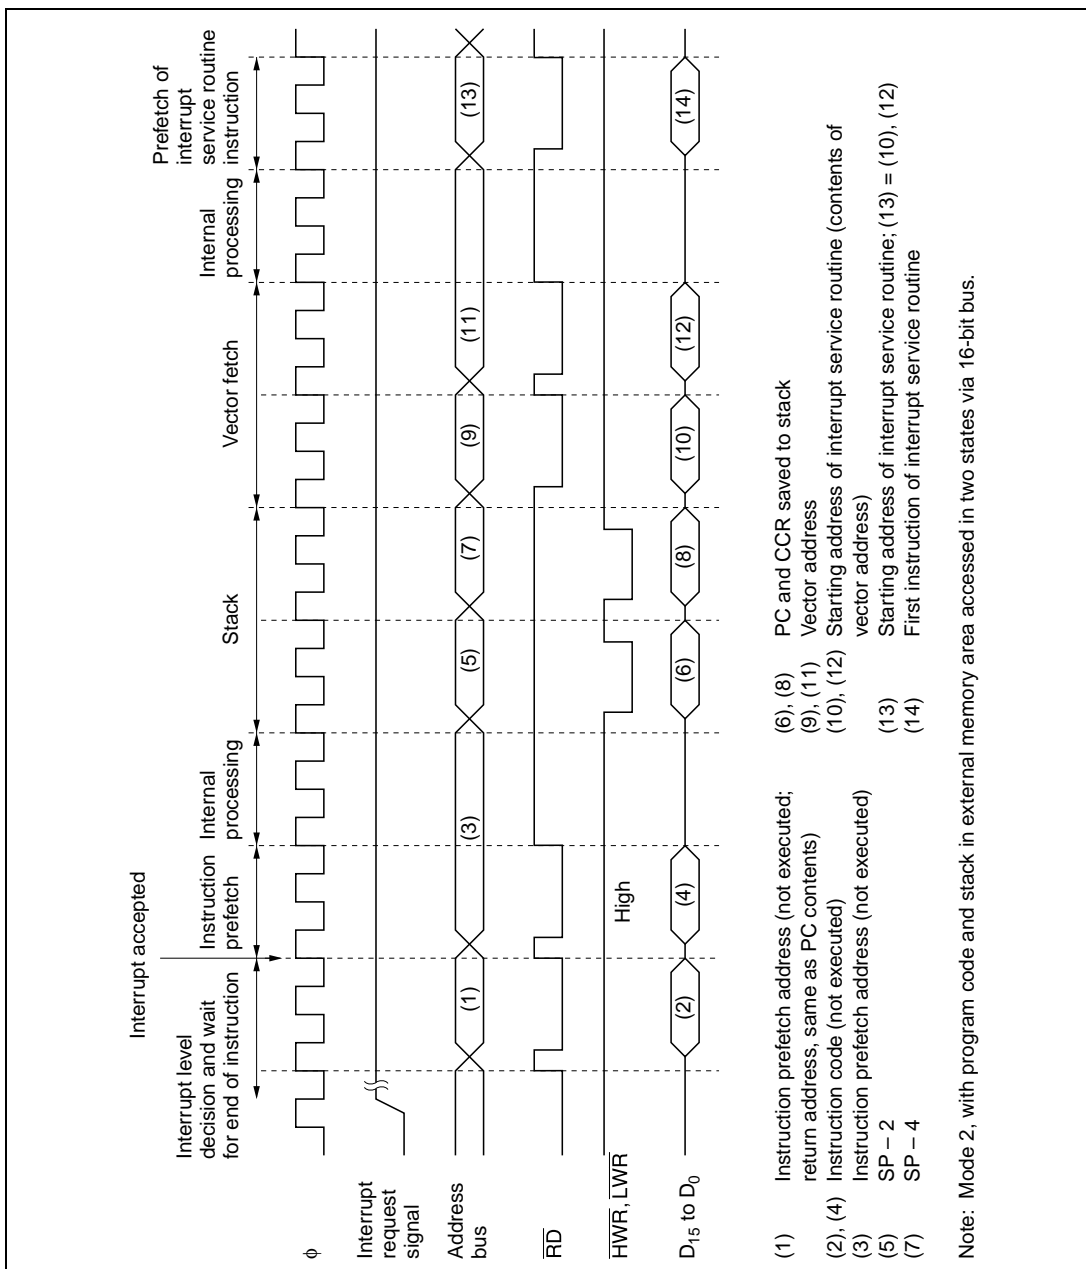 Interrupt accepted
Interrupt level
decision and wait
for end of instruction
Instruction
prefetch
Internal
processing
Stack
Vector fetch
Internal
processing
Prefetch of
interrupt
service routine
instruction
φ
Interrupt
request
signal
Address
bus
(1)
(3)
(5)
(7)
(9)
(11)
(13)
RD
HWR, LWR
High
D15 to D0
(2)
(4)
(6)
(8)
(10)
(12)
(14)
(1) Instruction prefetch address (not executed;
return address, same as PC contents)
(2), (4) Instruction code (not executed)
(3) Instruction prefetch address (not executed)
(5) SP – 2
(7) SP – 4
(6), (8) PC and CCR saved to stack
(9), (11) Vector address
(10), (12) Starting address of interrupt service routine (contents of
vector address)
(13) Starting address of interrupt service routine; (13) = (10), (12)
(14) First instruction of interrupt service routine
Note: Mode 2, with program code and stack in external memory area accessed in two states via 16-bit bus.